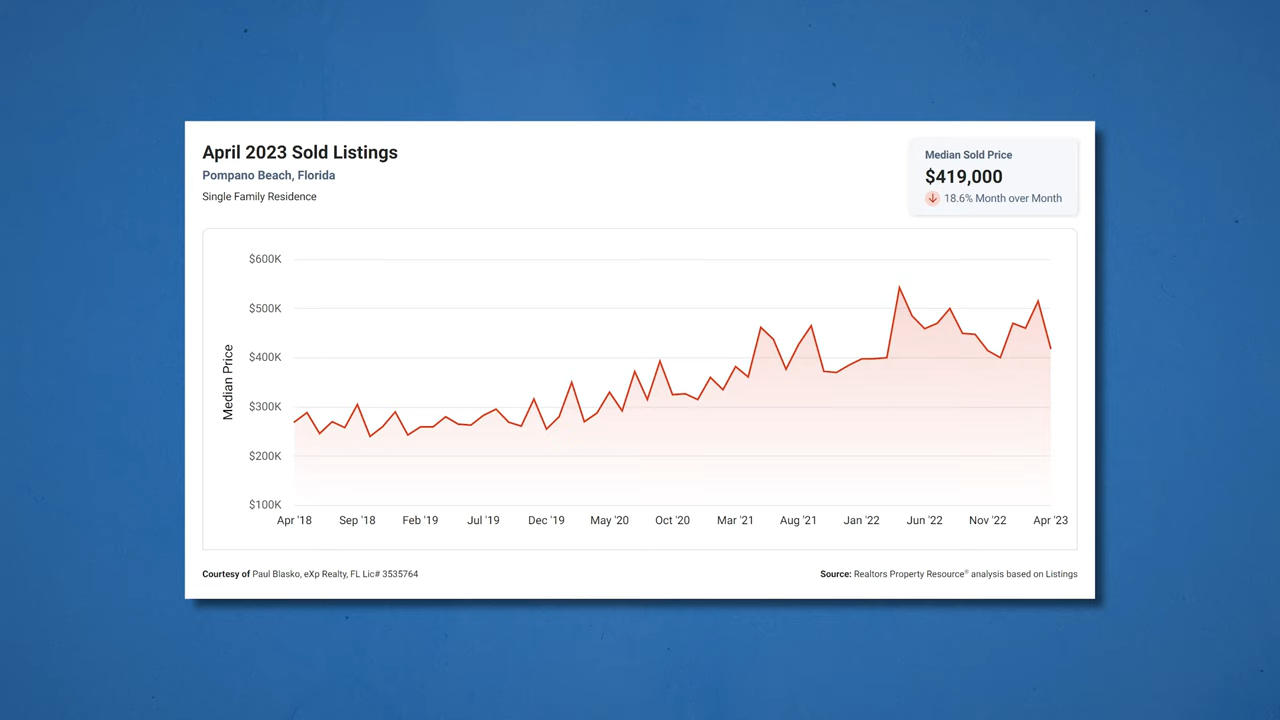 April 2023 Sold Listings
Pompano Beach, Florida
Single Family Residence
Median Sold Price
$419,000
18.6% Month over Month
Median Price
$600K
$500K
$400K
$300K
$200K
$100K
Apr '18 Sep '18 Feb '19 Jul '19 Dec '19 May '20 Oct '20 Mar '21 Aug '21 Jan '22 Jun '22 Nov '22 Apr '23
Courtesy of Paul Blasko, eXp Realty, FL Lic# 3535764
Source: Realtors Property Resource® analysis based on Listings